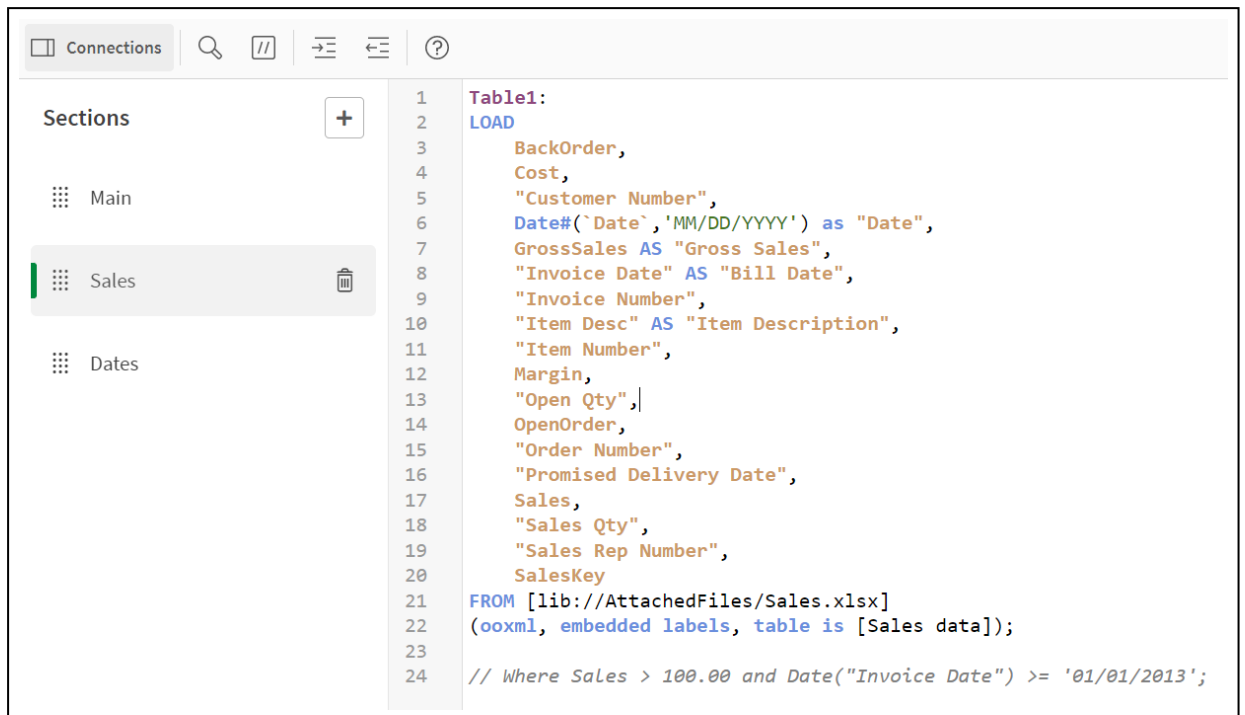 Connections
Sections
+
Main
Sales
Dates
1 Table1:
2 LOAD
3 BackOrder,
4 Cost,
5 "Customer Number",
6 Date#(`Date`,'MM/DD/YYYY') as "Date",
7 GrossSales AS "Gross Sales",
8 "Invoice Date" AS "Bill Date",
9 "Invoice Number",
10 "Item Desc" AS "Item Description",
11 "Item Number",
12 Margin,
13 "Open Qty",
14 OpenOrder,
15 "Order Number",
16 "Promised Delivery Date",
17 Sales,
18 "Sales Qty",
19 "Sales Rep Number",
20 SalesKey
21 FROM [lib://AttachedFiles/Sales.xlsx]
22 (ooxml, embedded labels, table is [Sales data]);
23
24 // Where Sales > 100.00 and Date("Invoice Date") >= '01/01/2013';